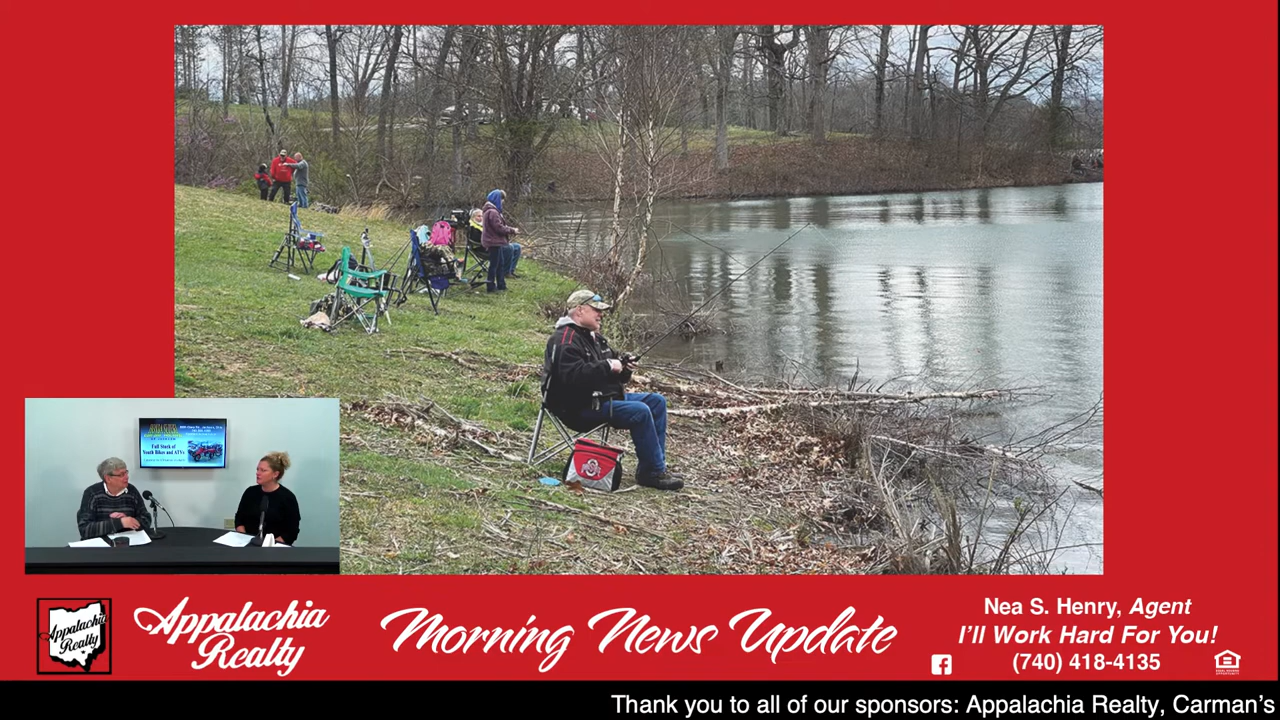 Full Stock of
Youth Bikes and ATVs
Appalachia
Realty
Appalachia
Realty
Morning News Update
Nea S. Henry, Agent
I'll Work Hard For You!
(740) 418-4135
Thank you to all of our sponsors: Appalachia Realty, Carman's